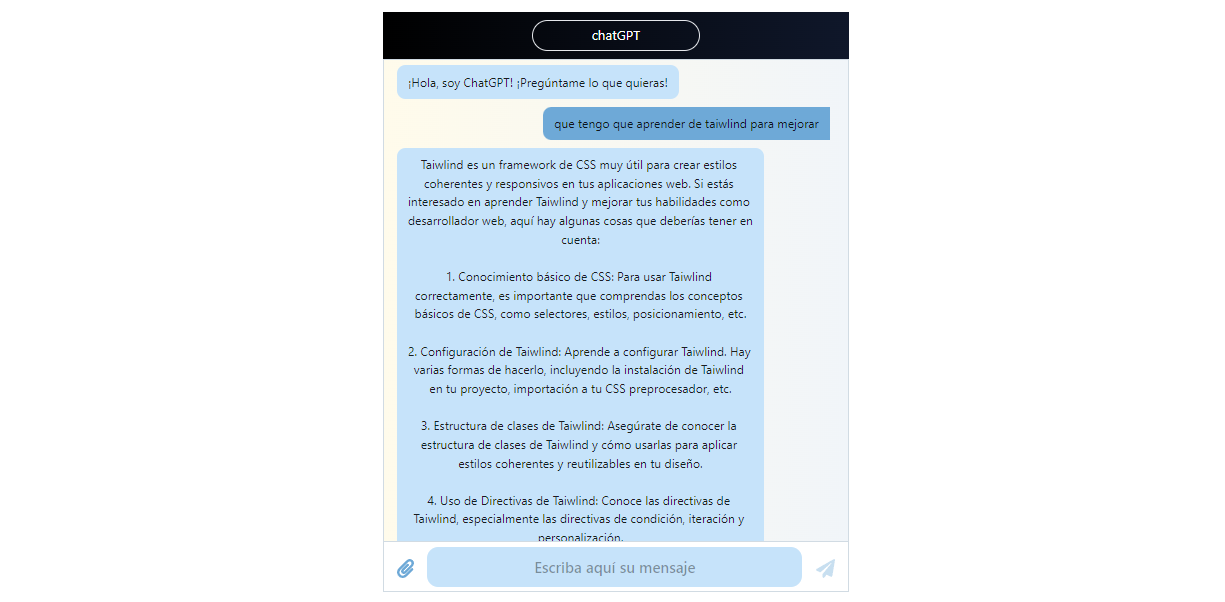 chatGPT
¡Hola, soy ChatGPT! ¡Pregúntame lo que quieras!
que tengo que aprender de taiwlind para mejorar
Taiwlind es un framework de CSS muy útil para crear estilos
coherentes y responsivos en tus aplicaciones web. Si estás
interesado en aprender Taiwlind y mejorar tus habilidades como
desarrollador web, aquí hay algunas cosas que deberías tener en
cuenta:
1. Conocimiento básico de CSS: Para usar Taiwlind
correctamente, es importante que comprendas los conceptos
básicos de CSS, como selectores, estilos, posicionamiento, etc.
2. Configuración de Taiwlind: Aprende a configurar Taiwlind. Hay
varias formas de hacerlo, incluyendo la instalación de Taiwlind
en tu proyecto, importación a tu CSS preprocesador, etc.
3. Estructura de clases de Taiwlind: Asegúrate de conocer la
estructura de clases de Taiwlind y cómo usarlas para aplicar
estilos coherentes y reutilizables en tu diseño.
4. Uso de Directivas de Taiwlind: Conoce las directivas de
Taiwlind, especialmente las directivas de condición, iteración y
personalización.
Escriba aquí su mensaje